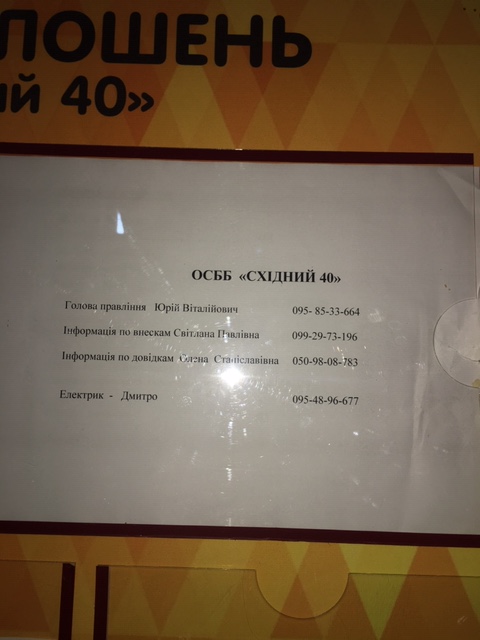 ЛОШЕНЬ
ий 40»
ОСББ «СХІДНИЙ 40»
Голова правління Юрій Віталійович 095- 85-33-664
Інформація по внескам Світлана Павлівна 099-29-73-196
Інформація по довідкам Олена Станіславівна 050-98-08-783
Електрик - Дмитро 095-48-96-677